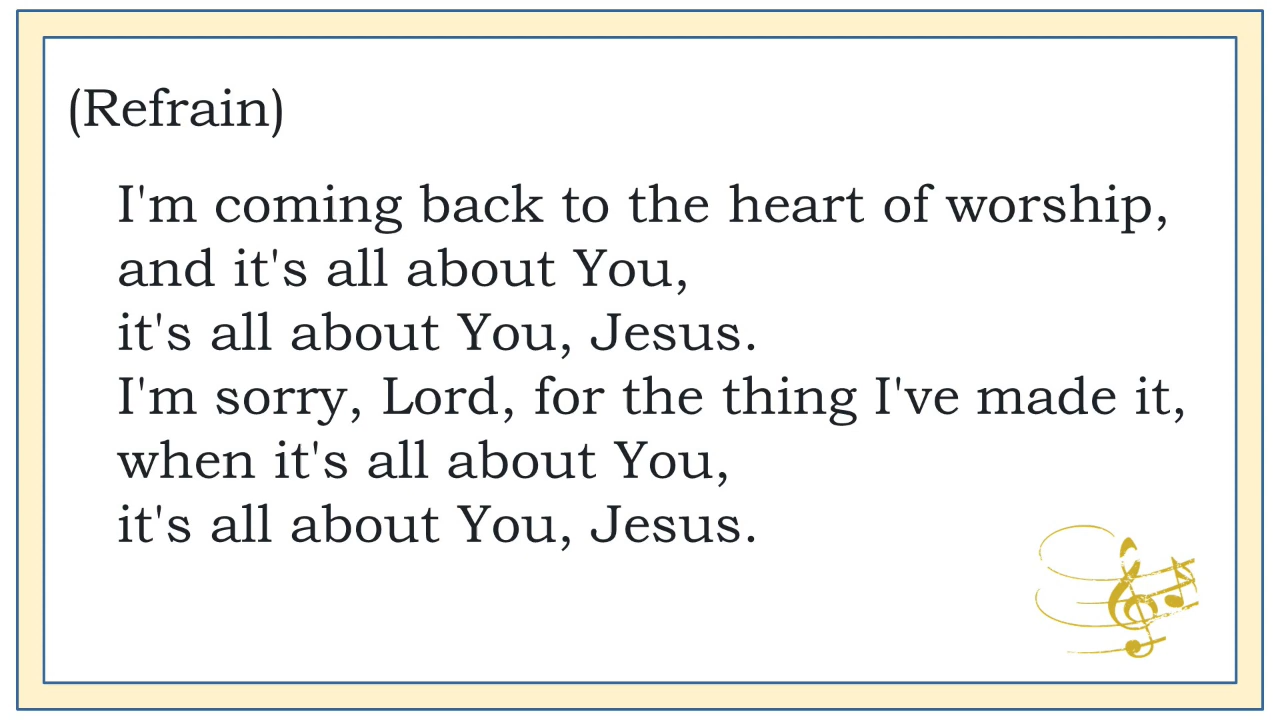 (Refrain)
I'm coming back to the heart of worship,
and it's all about You,
it's all about You, Jesus.
I'm sorry, Lord, for the thing I've made it,
when it's all about You,
it's all about You, Jesus.